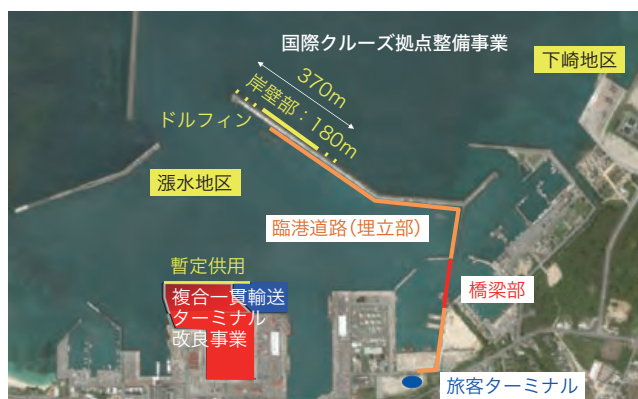 国際クルーズ拠点整備事業
下崎地区
370m
岸壁部:180m
ドルフィン
漲水地区
臨港道路(埋立部)
暫定供用
複合一貫輸送
ターミナル
改良事業
橋梁部
旅客ターミナル